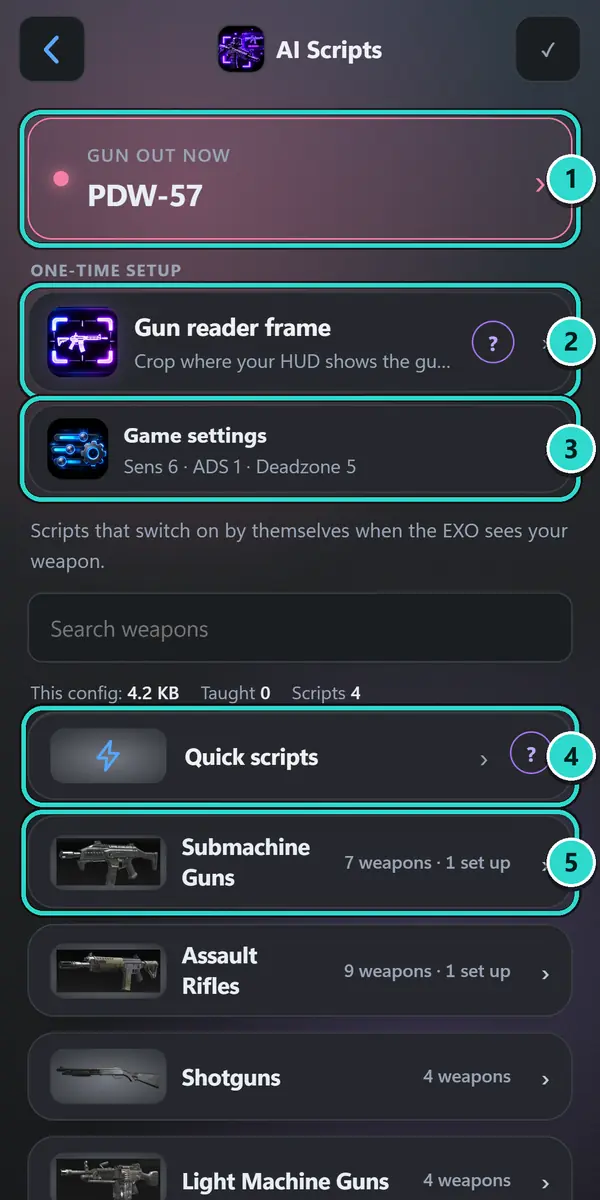 AI Scripts
✓
GUN OUT NOW
PDW-57
1
ONE-TIME SETUP
Gun reader frame
Crop where your HUD shows the gu...
?
2
Game settings
Sens 6 · ADS 1 · Deadzone 5
3
Scripts that switch on by themselves when the EXO sees your
weapon.
Search weapons
This config: 4.2 KB Taught 0 Scripts 4
Quick scripts
?
4
Submachine
Guns
7 weapons · 1 set up
5
Assault
Rifles
9 weapons · 1 set up
Shotguns
4 weapons
Light Machine Guns
4 weapons